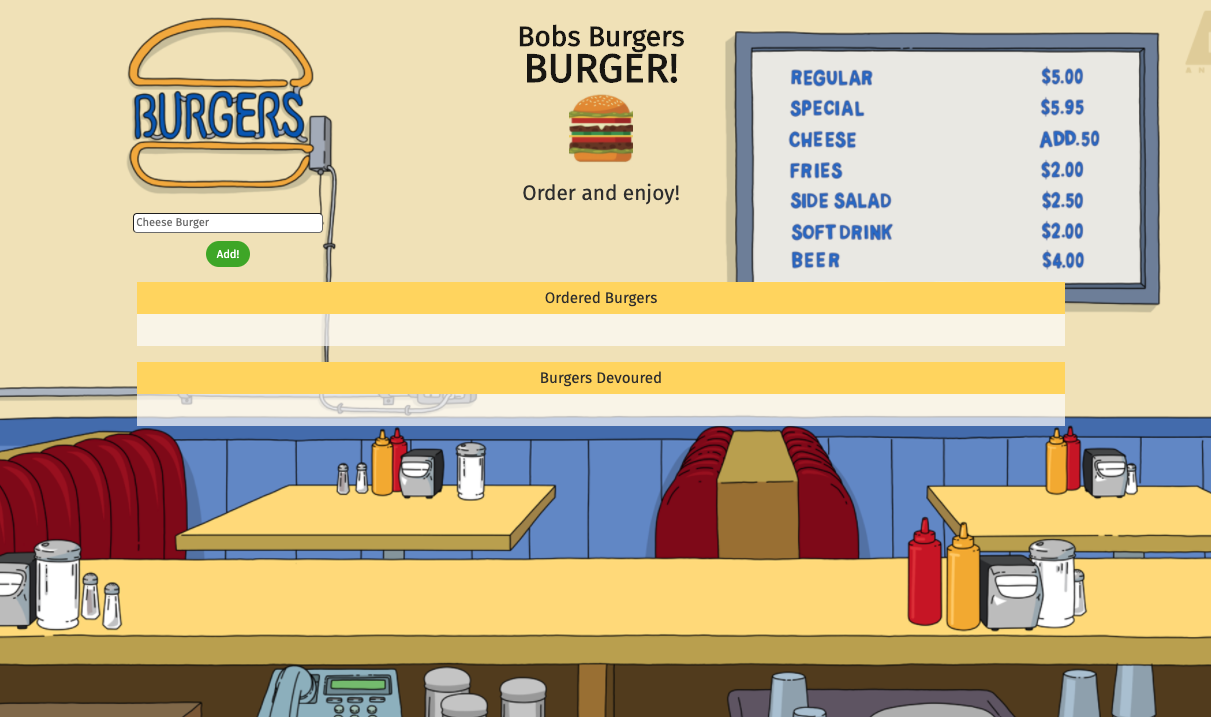 BURGERS
Cheese Burger
Add!
Bobs Burgers
BURGER!
Order and enjoy!
REGULAR $5.00
SPECIAL $5.95
CHEESE ADD.50
FRIES $2.00
SIDE SALAD $2.50
SOFT DRINK $2.00
BEER $4.00
Ordered Burgers
Burgers Devoured